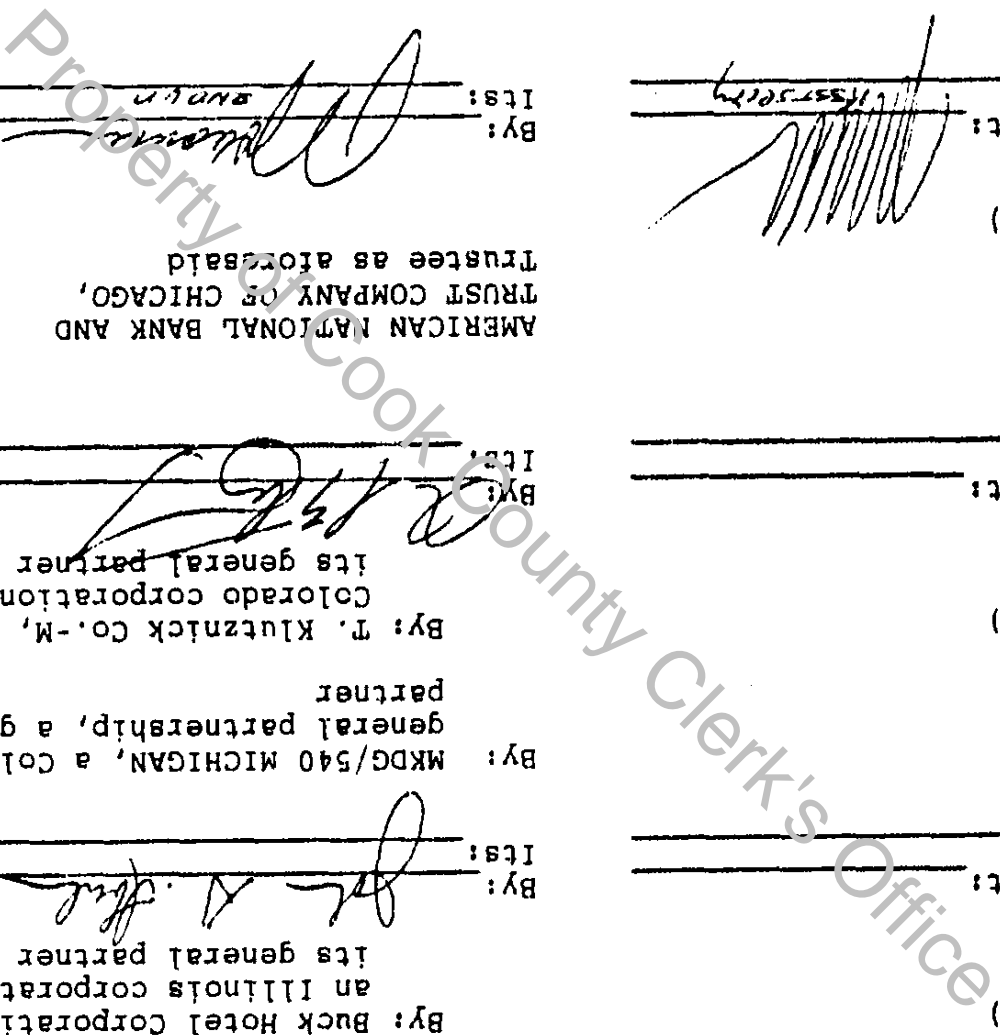 )
By: Buck Hotel Corporati
an Illinois corporat
its general partner
t:
By:
Its:
By: MKDG/540 MICHIGAN, a Col
general partnership, a g
partner
)
By: T. Klutznick Co.-M,
Colorado corporation
its general partner
t:
By:
Its:
AMERICAN NATIONAL BANK AND
TRUST COMPANY OF CHICAGO,
Trustee as aforesaid
)
t:
By:
Its:
Property of Cook County Clerk's Office